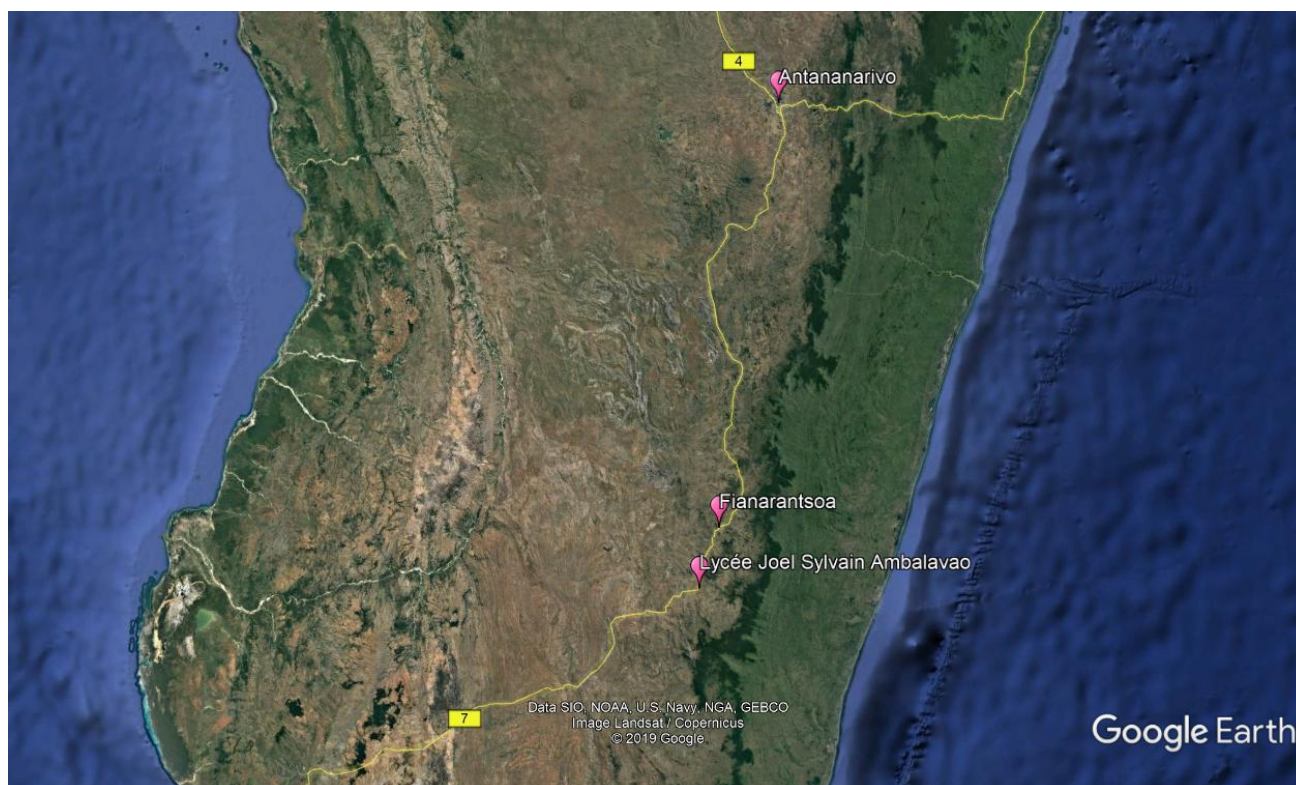 4
Antananarivo
Fianarantsoa
Lycée Joel Sylvain Ambalavao
7
Data SIO, NOAA, U.S. Navy, NGA, GEBCO
Image Landsat / Copernicus
© 2019 Google
Google Earth